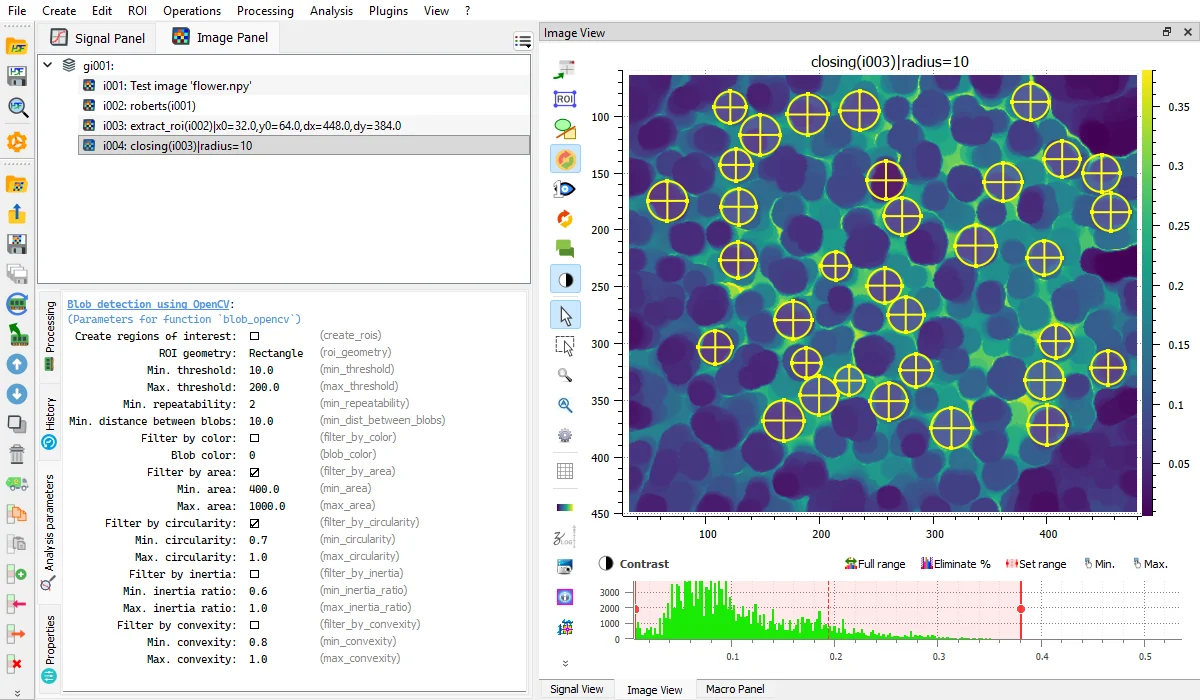 File Create Edit ROI Operations Processing Analysis Plugins View ?
Signal Panel Image Panel
gi001:
i001: Test image 'flower.npy'
i002: roberts(i001)
i003: extract_roi(i002)|x0=32.0,y0=64.0,dx=448.0,dy=384.0
i004: closing(i003)|radius=10
Processing
History
Analysis parameters
Properties
Blob detection using OpenCV:
(Parameters for function `blob_opencv`)
Create regions of interest: (create_rois)
ROI geometry: Rectangle (roi_geometry)
Min. threshold: 10.0 (min_threshold)
Max. threshold: 200.0 (max_threshold)
Min. repeatability: 2 (min_repeatability)
Min. distance between blobs: 10.0 (min_dist_between_blobs)
Filter by color: (filter_by_color)
Blob color: 0 (blob_color)
Filter by area: (filter_by_area)
Min. area: 400.0 (min_area)
Max. area: 1000.0 (max_area)
Filter by circularity: (filter_by_circularity)
Min. circularity: 0.7 (min_circularity)
Max. circularity: 1.0 (max_circularity)
Filter by inertia: (filter_by_inertia)
Min. inertia ratio: 0.6 (min_inertia_ratio)
Max. inertia ratio: 1.0 (max_inertia_ratio)
Filter by convexity: (filter_by_convexity)
Min. convexity: 0.8 (min_convexity)
Max. convexity: 1.0 (max_convexity)
Image View
ROI
closing(i003)|radius=10
100
150
200
250
300
350
400
450
100 200 300 400
0.35
0.3
0.25
0.2
0.15
0.1
0.05
Contrast Full range Eliminate % Set range Min. Max.
3000
2000
1000
0
0.1 0.2 0.3 0.4 0.5
Signal View Image View Macro Panel